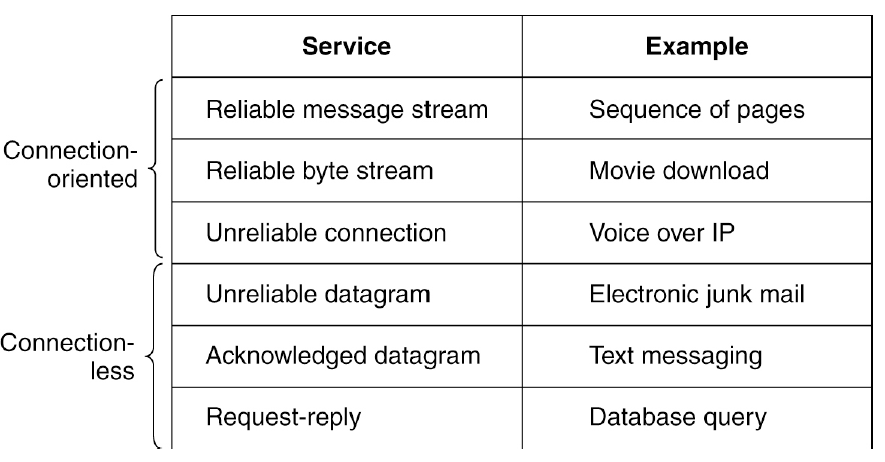 Service Example
Connection-
oriented
Reliable message stream Sequence of pages
Reliable byte stream Movie download
Unreliable connection Voice over IP
Connection-
less
Unreliable datagram Electronic junk mail
Acknowledged datagram Text messaging
Request-reply Database query